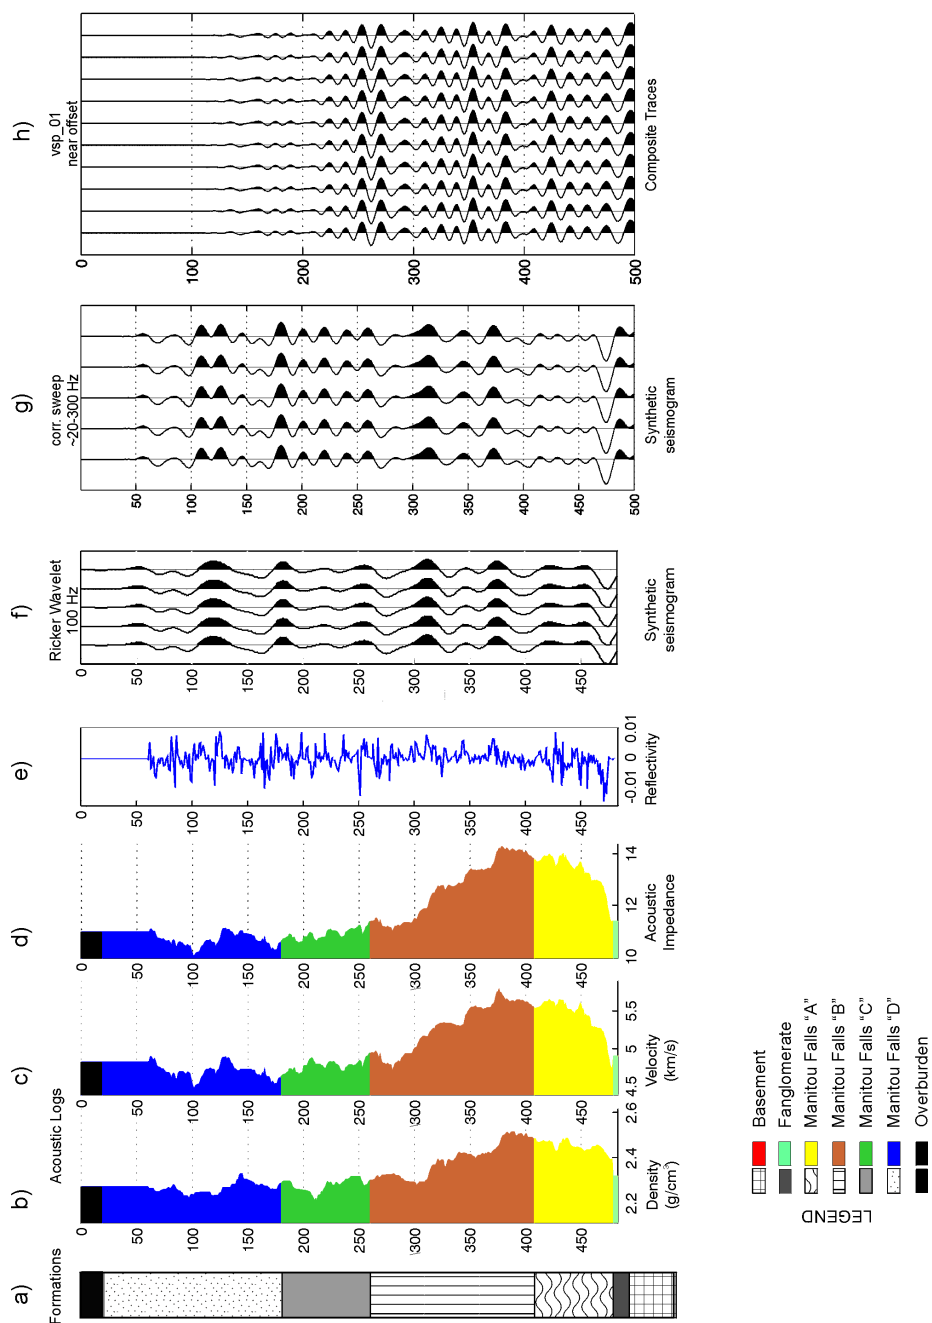 a)
Formations
b)
Acoustic Logs
0
50
100
150
200
250
300
350
400
450
2.2
2.4
2.6
Density
(g/cm³)
c)
0
50
100
150
200
250
300
350
400
450
4.5
5
5.5
Velocity
(km/s)
d)
0
50
100
150
200
250
300
350
400
450
10
12
14
Acoustic
Impedance
e)
0
50
100
150
200
250
300
350
400
450
-0.01
0
0.01
Reflectivity
f)
Ricker Wavelet
100 Hz
0
50
100
150
200
250
300
350
400
450
Synthetic
seismogram
g)
corr. sweep
~20-300 Hz
0
50
100
150
200
250
300
350
400
450
500
Synthetic
seismogram
h)
vsp_01
near offset
0
100
200
300
400
500
Composite Traces
LEGEND
Basement
Fanglomerate
Manitou Falls “A”
Manitou Falls “B”
Manitou Falls “C”
Manitou Falls “D”
Overburden